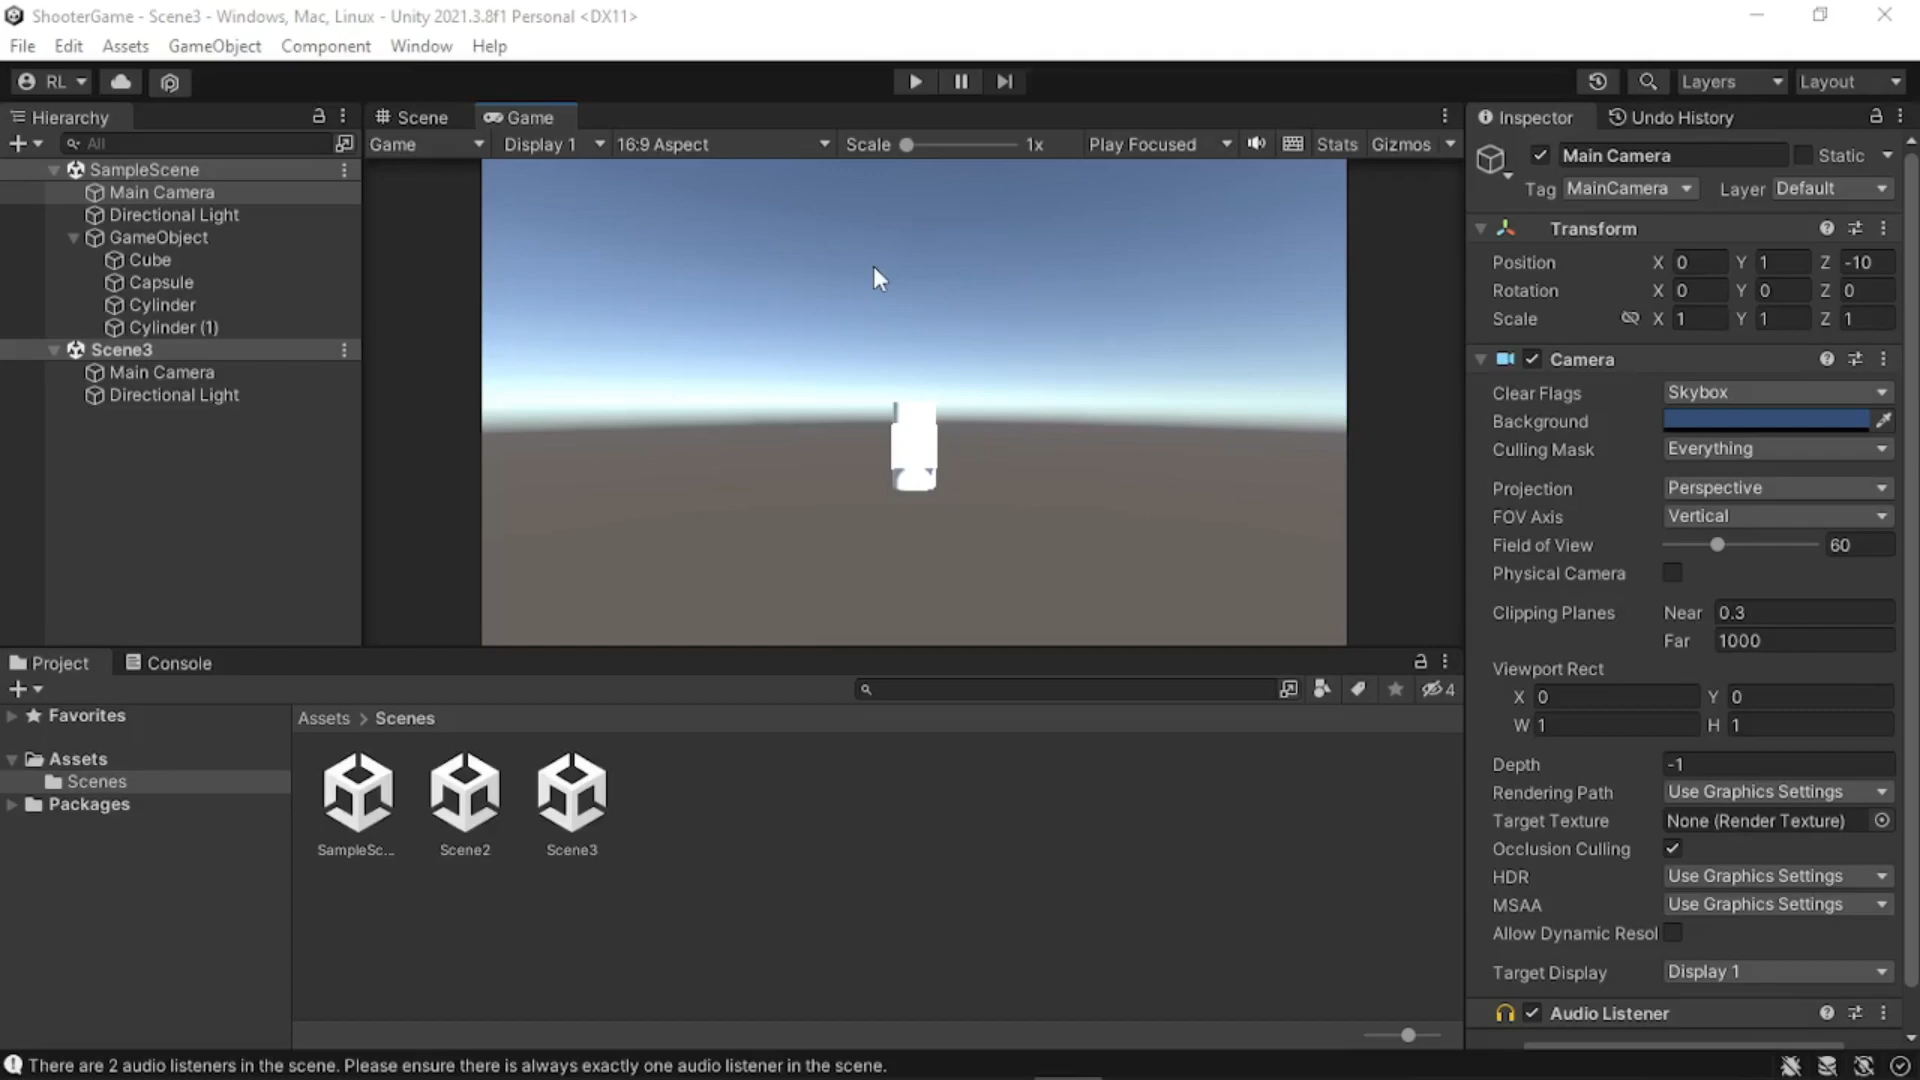 ShooterGame - Scene3 - Windows, Mac, Linux - Unity 2021.3.8f1 Personal <DX11>
File Edit Assets GameObject Component Window Help
RL Layers Layout
Hierarchy
All
SampleScene
Main Camera
Directional Light
GameObject
Cube
Capsule
Cylinder
Cylinder (1)
Scene3
Main Camera
Directional Light
Scene Game
Game Display 1 16:9 Aspect Scale 1x Play Focused Stats Gizmos
Inspector Undo History
Main Camera Static
Tag MainCamera Layer Default
Transform
Position X 0 Y 1 Z -10
Rotation X 0 Y 0 Z 0
Scale X 1 Y 1 Z 1
Camera
Clear Flags Skybox
Background
Culling Mask Everything
Projection Perspective
FOV Axis Vertical
Field of View 60
Physical Camera
Clipping Planes Near 0.3
Far 1000
Viewport Rect
X 0 Y 0
W 1 H 1
Depth -1
Rendering Path Use Graphics Settings
Target Texture None (Render Texture)
Occlusion Culling
HDR Use Graphics Settings
MSAA Use Graphics Settings
Allow Dynamic Resol
Target Display Display 1
Audio Listener
Project Console
4
Favorites
Assets
Scenes
Packages
Assets > Scenes
SampleSc... Scene2 Scene3
There are 2 audio listeners in the scene. Please ensure there is always exactly one audio listener in the scene.